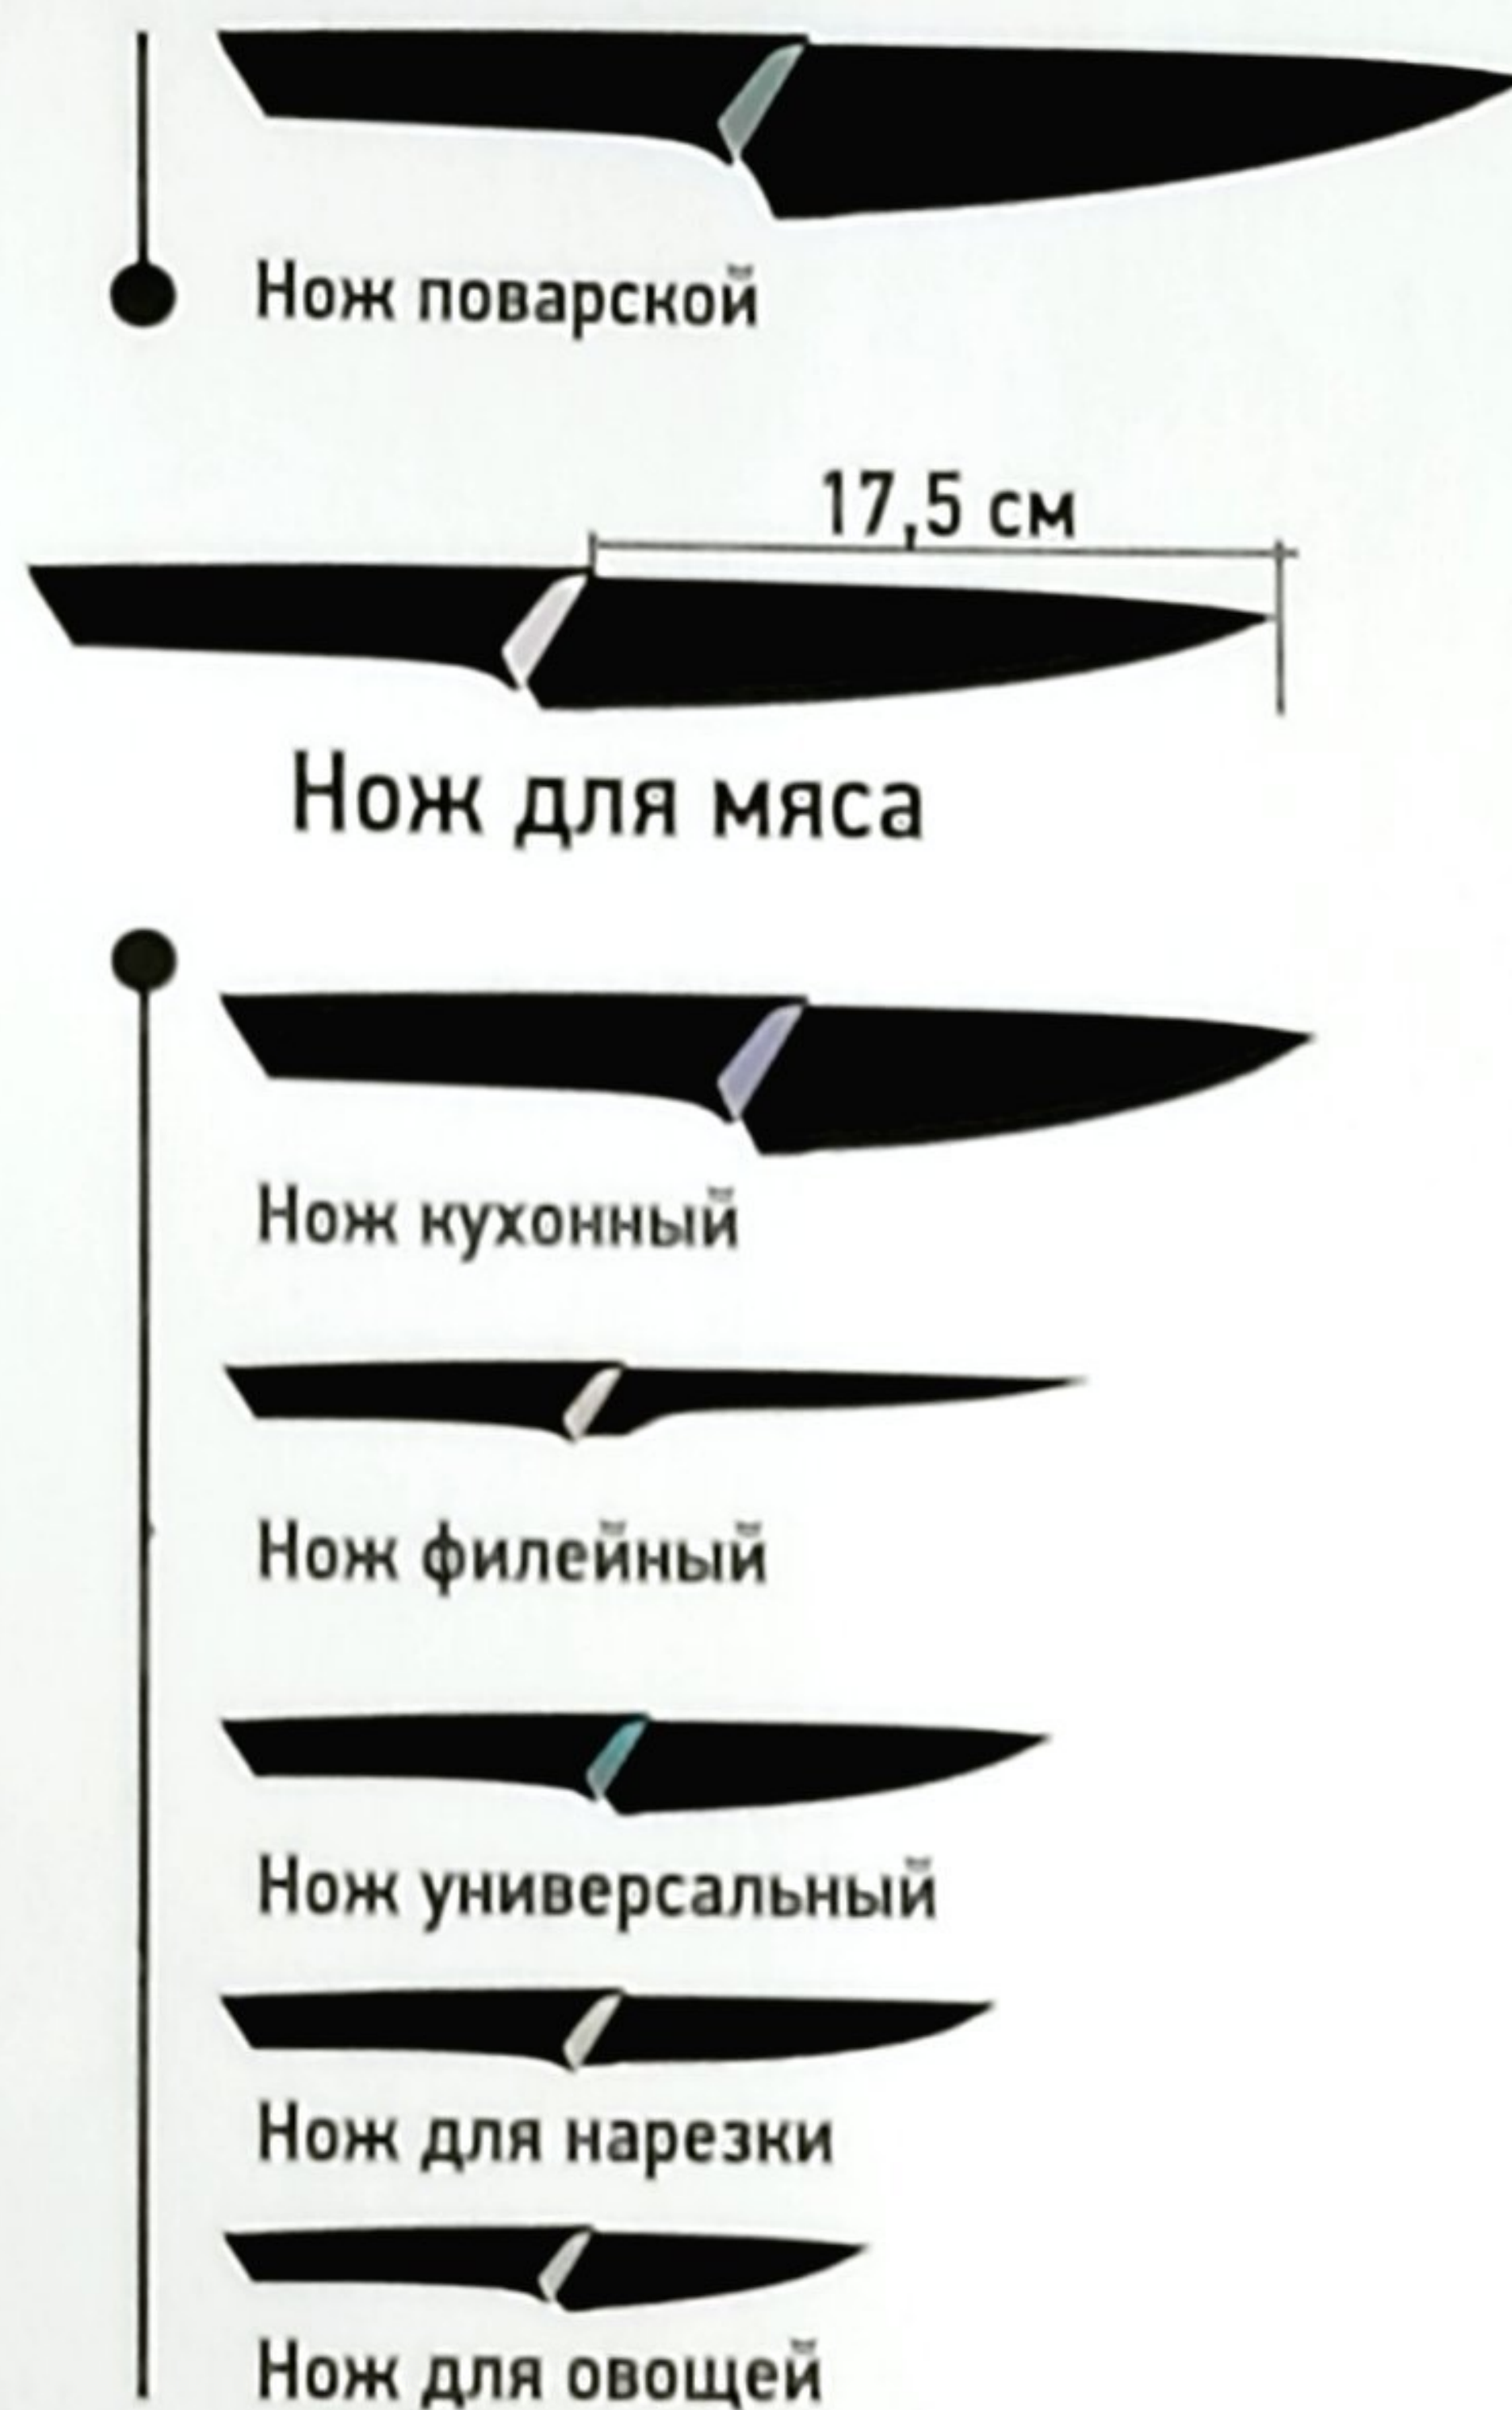 Нож поварской
17,5 см
Нож для мяса
Нож кухонный
Нож филейный
Нож универсальный
Нож для нарезки
Нож для овощей